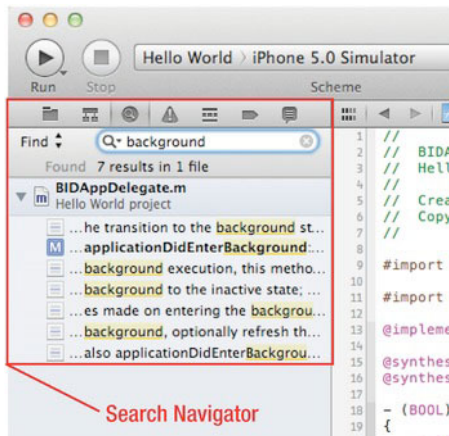 Hello World › iPhone 5.0 Simulator
Run Stop Scheme
Find background
Found 7 results in 1 file
BIDAppDelegate.m
Hello World project
...he transition to the background st...
M ...applicationDidEnterBackground:...
...background execution, this metho...
...background to the inactive state; ...
...es made on entering the backgrou...
...background, optionally refresh th...
...also applicationDidEnterBackgrou...
Search Navigator
1 //
2 // BIDA
3 // Hell
4 //
5 // Crea
6 // Copy
7 //
8
9 #import
10
11 #import
12
13 @impleme
14
15 @synthes
16 @synthes
17
18 - (BOOL)
19 {